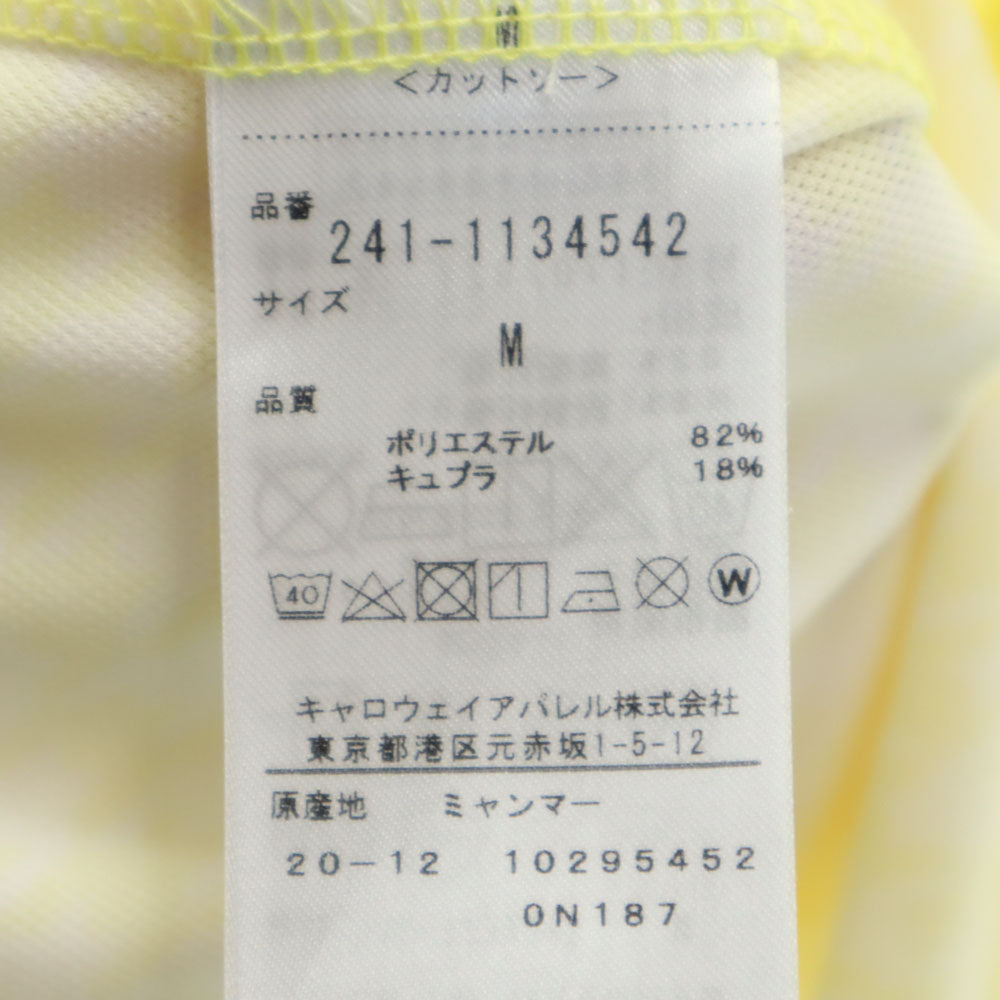 <カットソー>
品番
241-1134542
サイズ
M
品質
ポリエステル 82%
キュプラ 18%
40 W
キャロウェイアパレル株式会社
東京都港区元赤坂1-5-12
原産地 ミャンマー
20-12 10295452
0N187